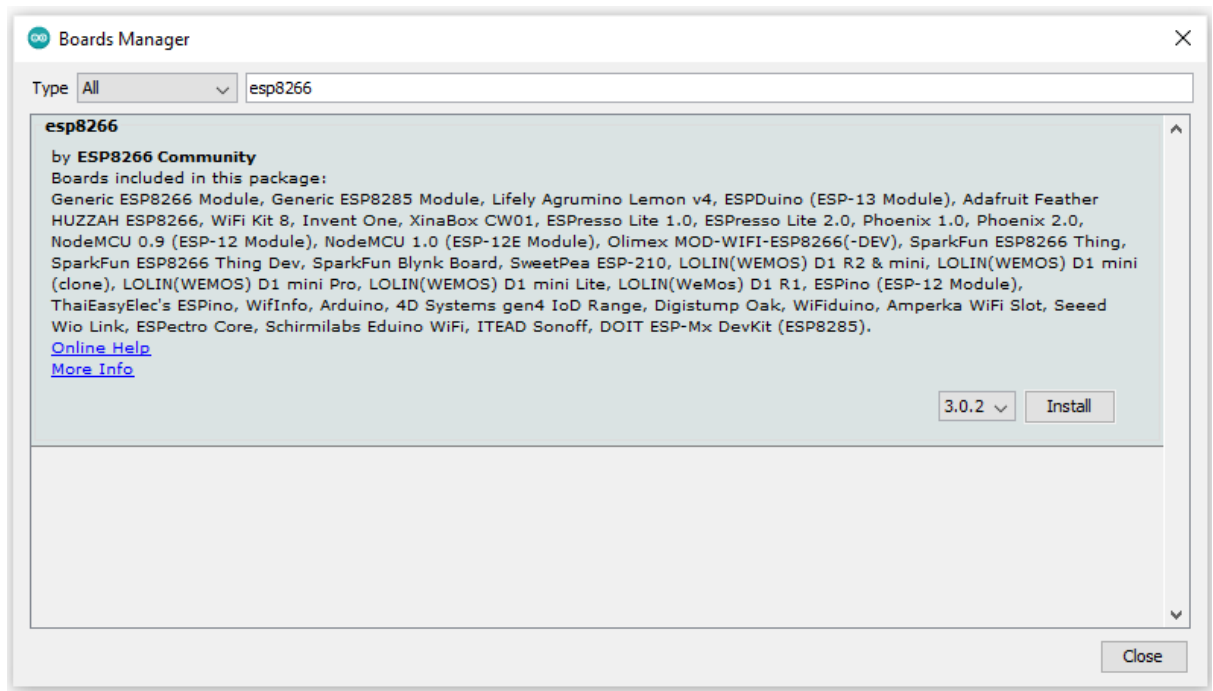 Boards Manager
Type All esp8266
esp8266
by ESP8266 Community
Boards included in this package:
Generic ESP8266 Module, Generic ESP8285 Module, Lifely Agrumino Lemon v4, ESPDuino (ESP-13 Module), Adafruit Feather
HUZZAH ESP8266, WiFi Kit 8, Invent One, XinaBox CW01, ESPresso Lite 1.0, ESPresso Lite 2.0, Phoenix 1.0, Phoenix 2.0,
NodeMCU 0.9 (ESP-12 Module), NodeMCU 1.0 (ESP-12E Module), Olimex MOD-WIFI-ESP8266(-DEV), SparkFun ESP8266 Thing,
SparkFun ESP8266 Thing Dev, SparkFun Blynk Board, SweetPea ESP-210, LOLIN(WEMOS) D1 R2 & mini, LOLIN(WEMOS) D1 mini
(clone), LOLIN(WEMOS) D1 mini Pro, LOLIN(WEMOS) D1 mini Lite, LOLIN(WeMos) D1 R1, ESPino (ESP-12 Module),
ThaiEasyElec's ESPino, WifInfo, Arduino, 4D Systems gen4 IoD Range, Digistump Oak, WiFiduino, Amperka WiFi Slot, Seeed
Wio Link, ESPectro Core, Schirmilabs Eduino WiFi, ITEAD Sonoff, DOIT ESP-Mx DevKit (ESP8285).
Online Help
More Info
3.0.2 Install
Close